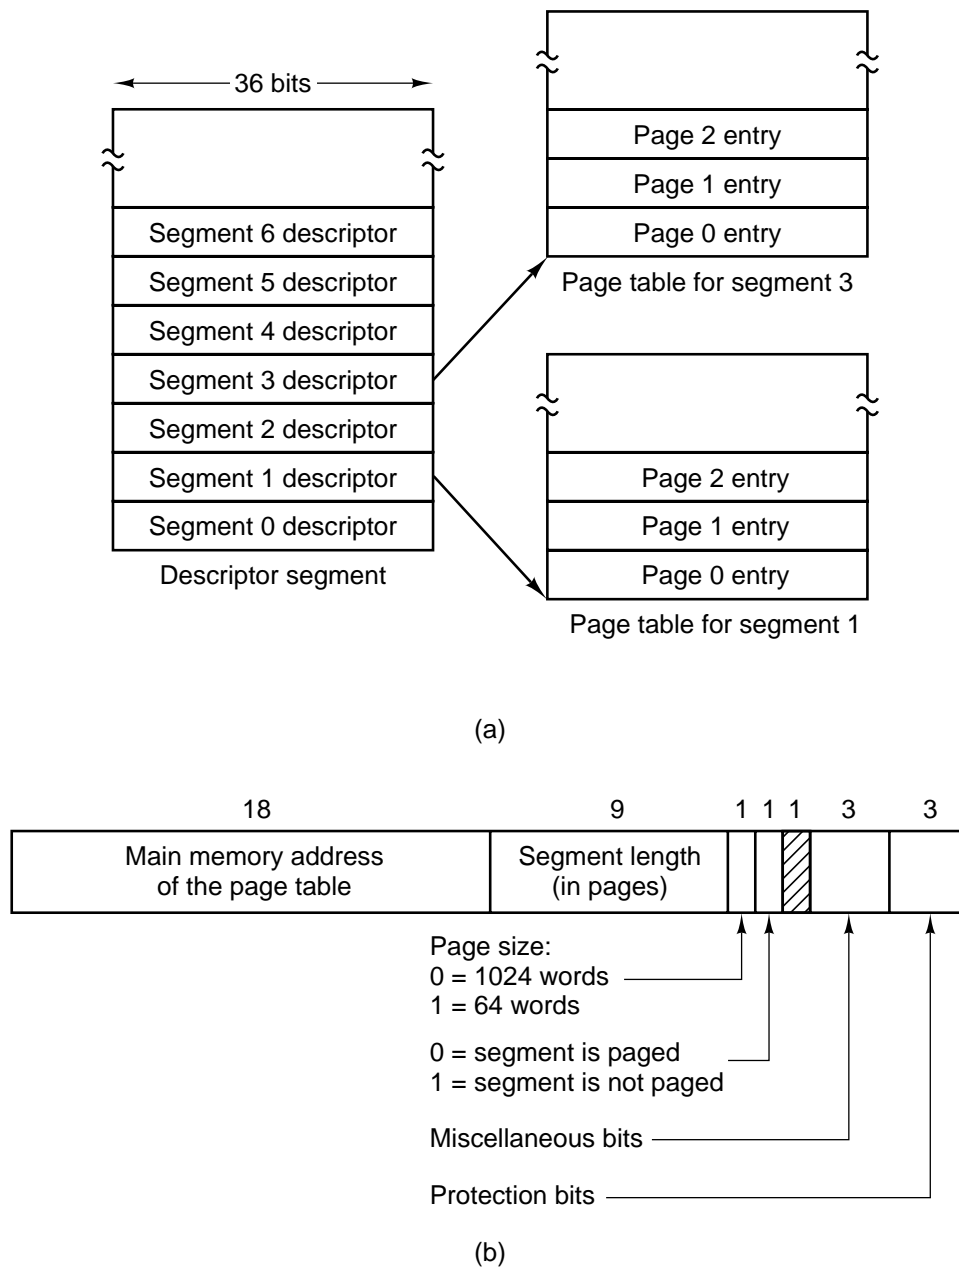 36 bits
Segment 6 descriptor
Segment 5 descriptor
Segment 4 descriptor
Segment 3 descriptor
Segment 2 descriptor
Segment 1 descriptor
Segment 0 descriptor
Descriptor segment
Page 2 entry
Page 1 entry
Page 0 entry
Page table for segment 3
Page 2 entry
Page 1 entry
Page 0 entry
Page table for segment 1
(a)
18 9 1 1 1 3 3
Main memory address
of the page table
Segment length
(in pages)
Page size:
0 = 1024 words
1 = 64 words
0 = segment is paged
1 = segment is not paged
Miscellaneous bits
Protection bits
(b)